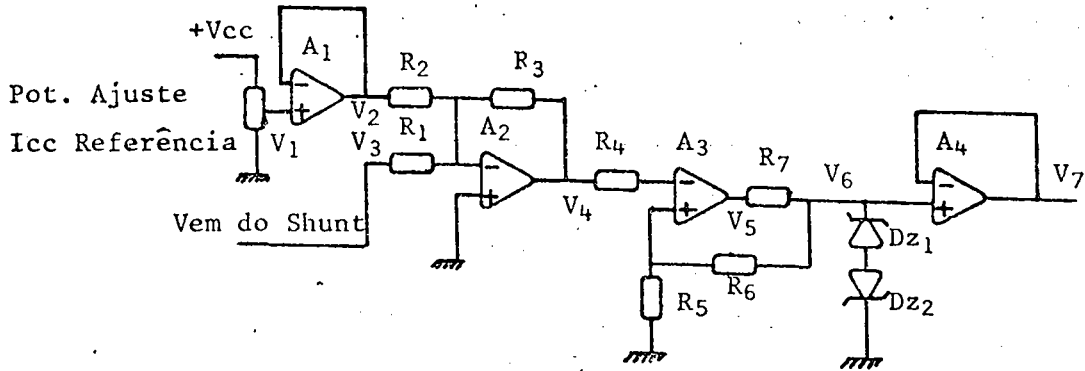 +Vcc
A1
R2
R3
Pot. Ajuste
V2
Icc Referência
V1
V3
R1
A2
R4
A3
R7
V6
A4
V7
Vem do Shunt
V4
V5
Dz1
R5
R6
Dz2